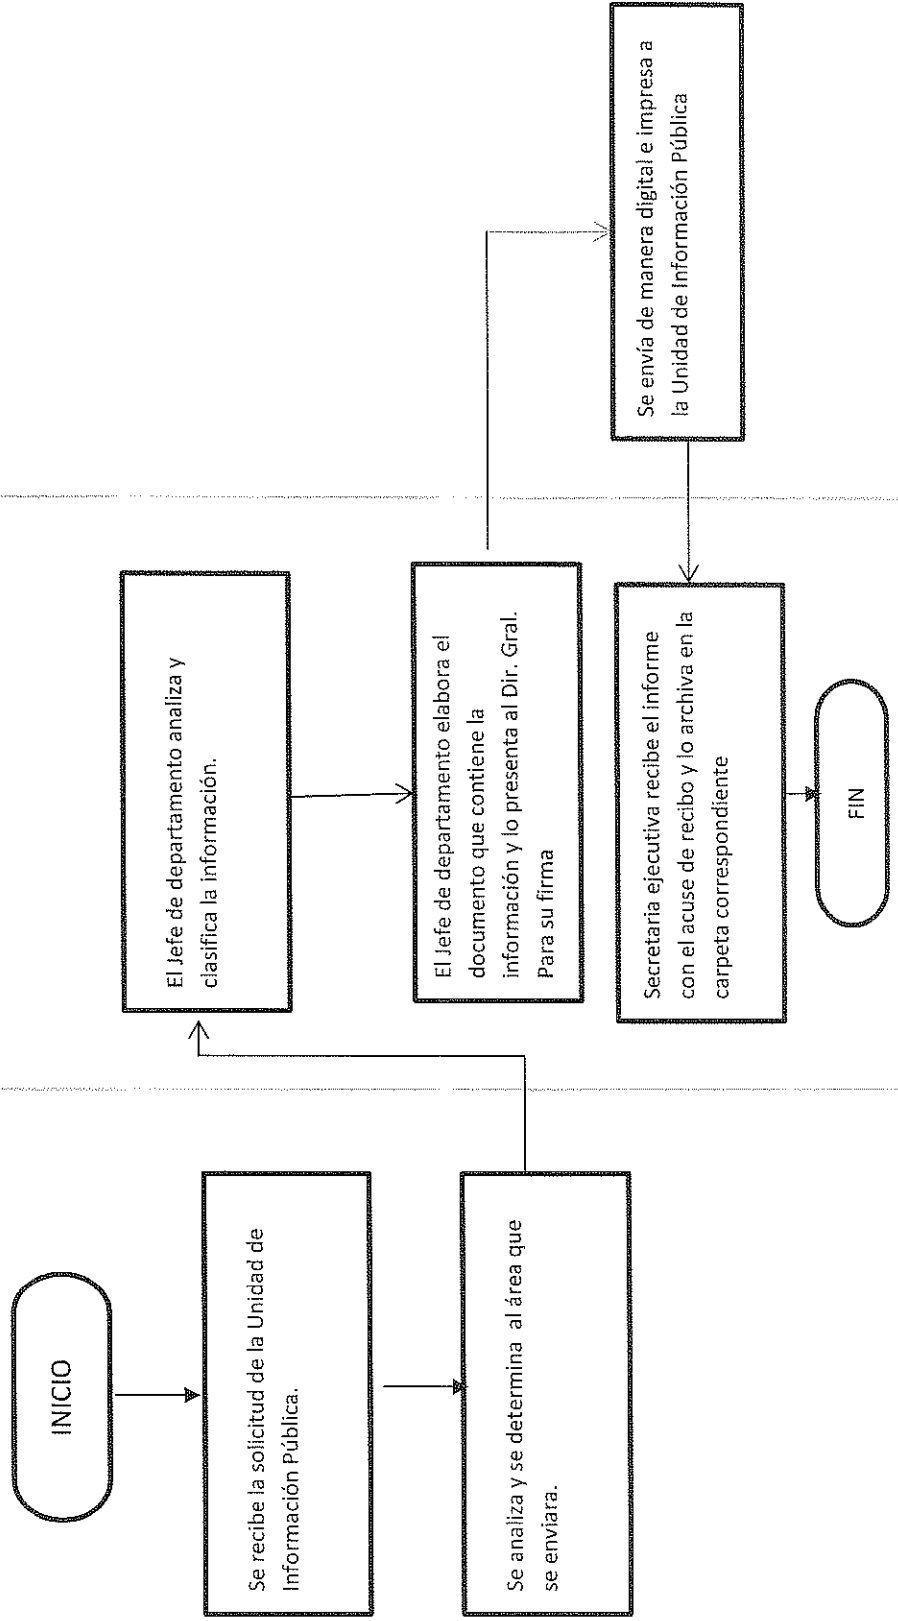 INICIO
Se recibe la solicitud de la Unidad de
Información Pública.
Se analiza y se determina al área que
se enviara.
El Jefe de departamento analiza y
clasifica la información.
El Jefe de departamento elabora el
documento que contiene la
información y lo presenta al Dir. Gral.
Para su firma
Se envía de manera digital e impresa a
la Unidad de Información Pública
Secretaria ejecutiva recibe el informe
con el acuse de recibo y lo archiva en la
carpeta correspondiente
FIN